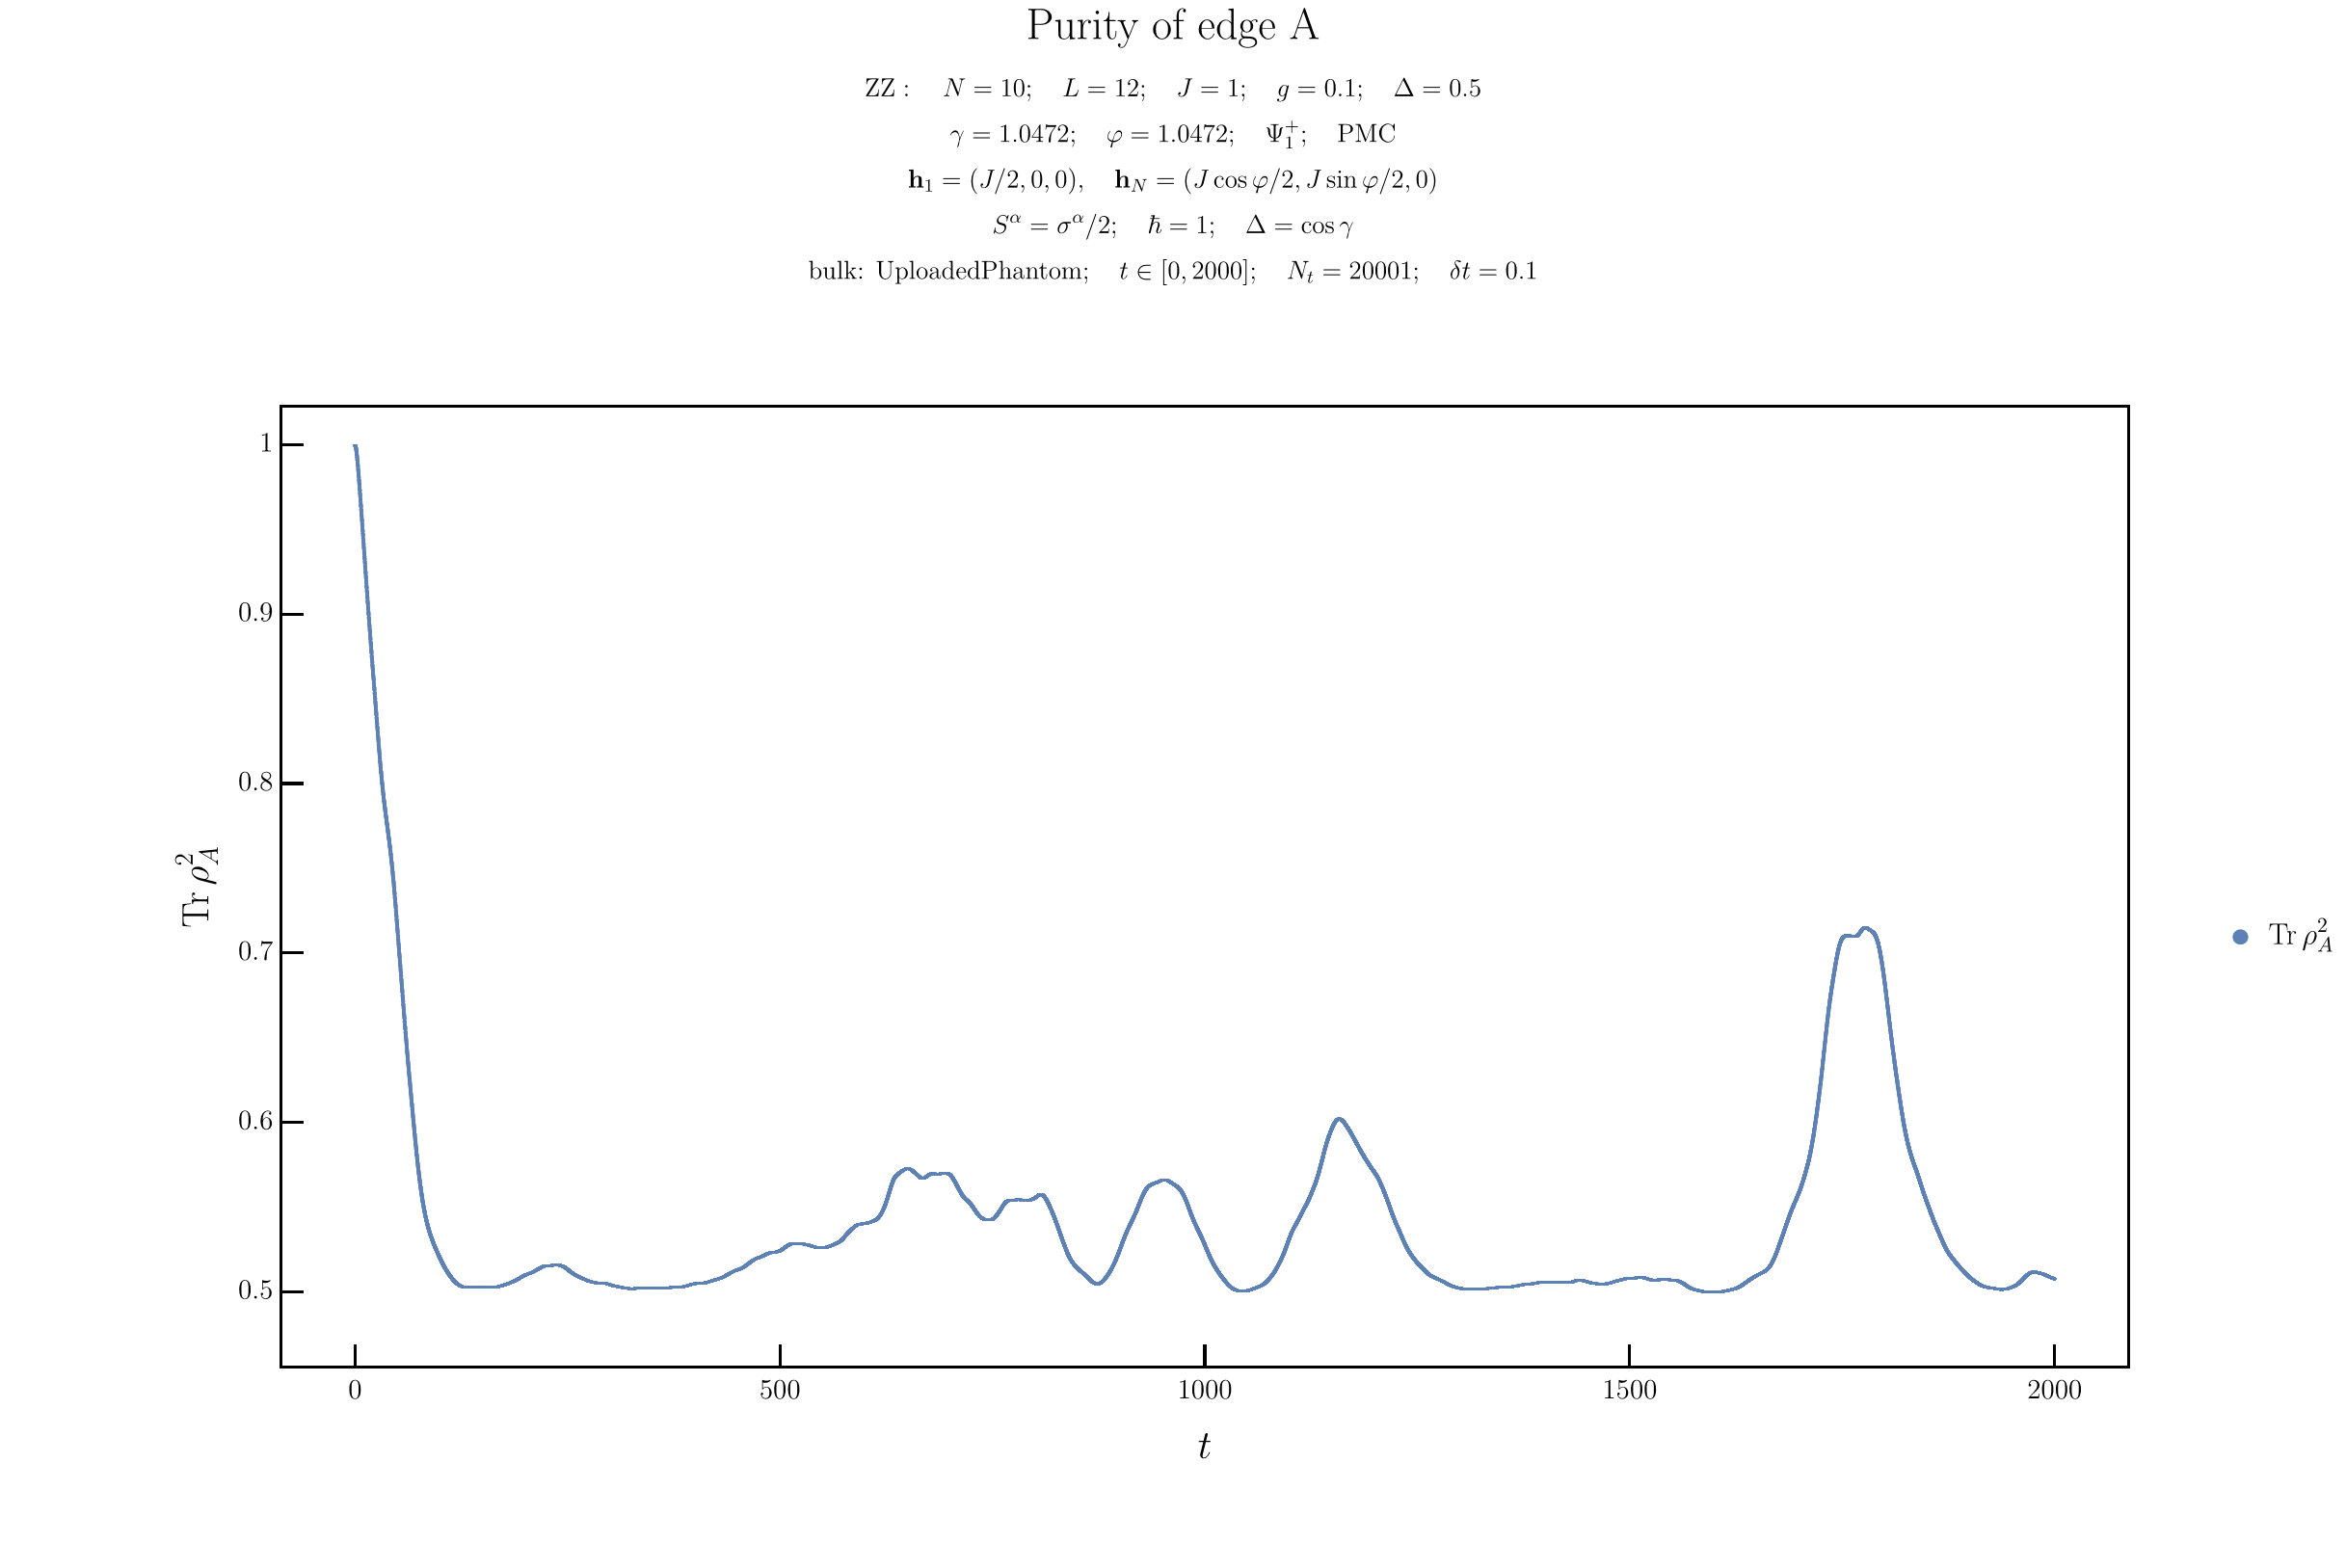 Purity of edge A
ZZ : N = 10; L = 12; J = 1; g = 0.1; Δ = 0.5
γ = 1.0472; φ = 1.0472; Ψ₁⁺; PMC
𝐡₁ = (J/2, 0, 0), 𝐡_N = (J cos φ/2, J sin φ/2, 0)
S^α = σ^α/2; ℏ = 1; Δ = cos γ
bulk: UploadedPhantom; t ∈ [0, 2000]; N_t = 20001; δt = 0.1
1
0.9
0.8
0.7
0.6
0.5
Tr ρ_A^2
0 500 1000 1500 2000
t
Tr ρ_A^2